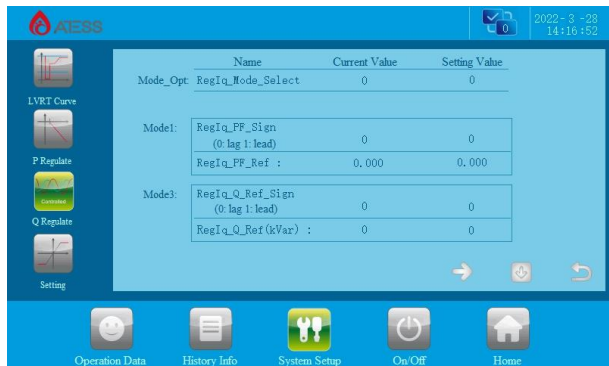 ATESS
0
2022- 3 -28
14:16:52
Name Current Value Setting Value
Mode_Opt: RegIq_Mode_Select 0 0
LVRT Curve
Mode1: RegIq_PF_Sign
(0: lag 1: lead) 0 0
P Regulate
RegIq_PF_Ref : 0.000 0.000
Mode3: RegIq_Q_Ref_Sign
(0: lag 1: lead) 0 0
Controled
Q Regulate
RegIq_Q_Ref(kVar) : 0 0
Setting
Operation Data History Info System Setup On/Off Home